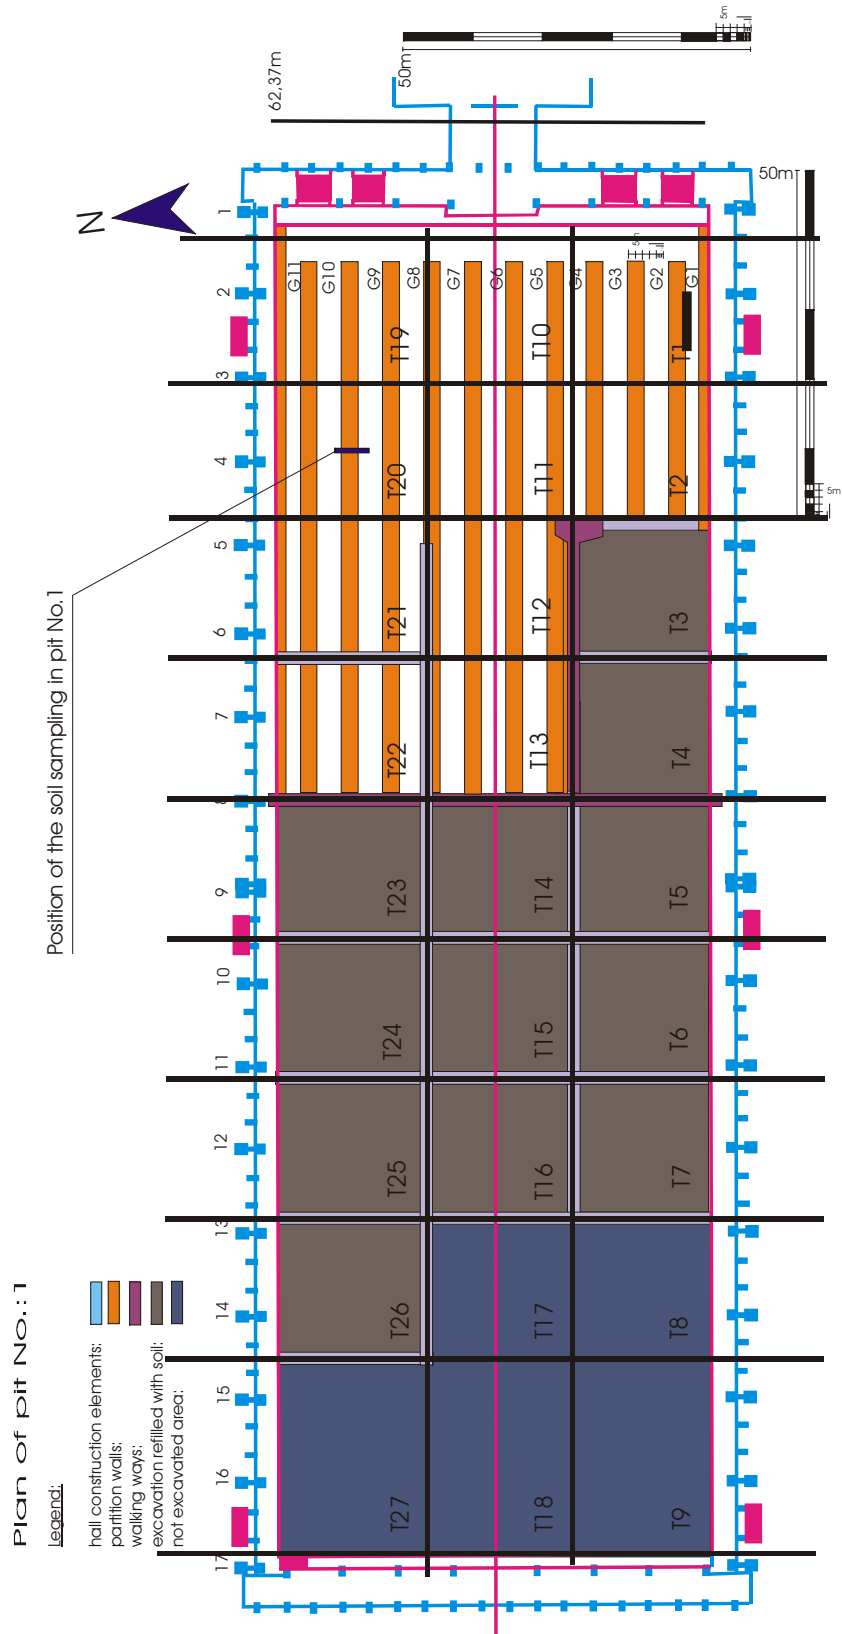 Plan of pit No.:1
Legend:
hall construction elements:
partition walls:
walking ways:
excavation refilled with soil:
not excavated area:
Position of the soil sampling in pit No.1
N
62,37m
50m
5m
1
50m
5m
5m
1
2
3
4
5
6
7
8
9
10
11
12
13
14
15
16
17
G11
G10
G9
G8
G7
G6
G5
G4
G3
G2
G1
5m
T19
T10
T1
T20
T11
T2
T21
T12
T3
T22
T13
T4
T23
T14
T5
T24
T15
T6
T25
T16
T7
T26
T17
T8
T27
T18
T9